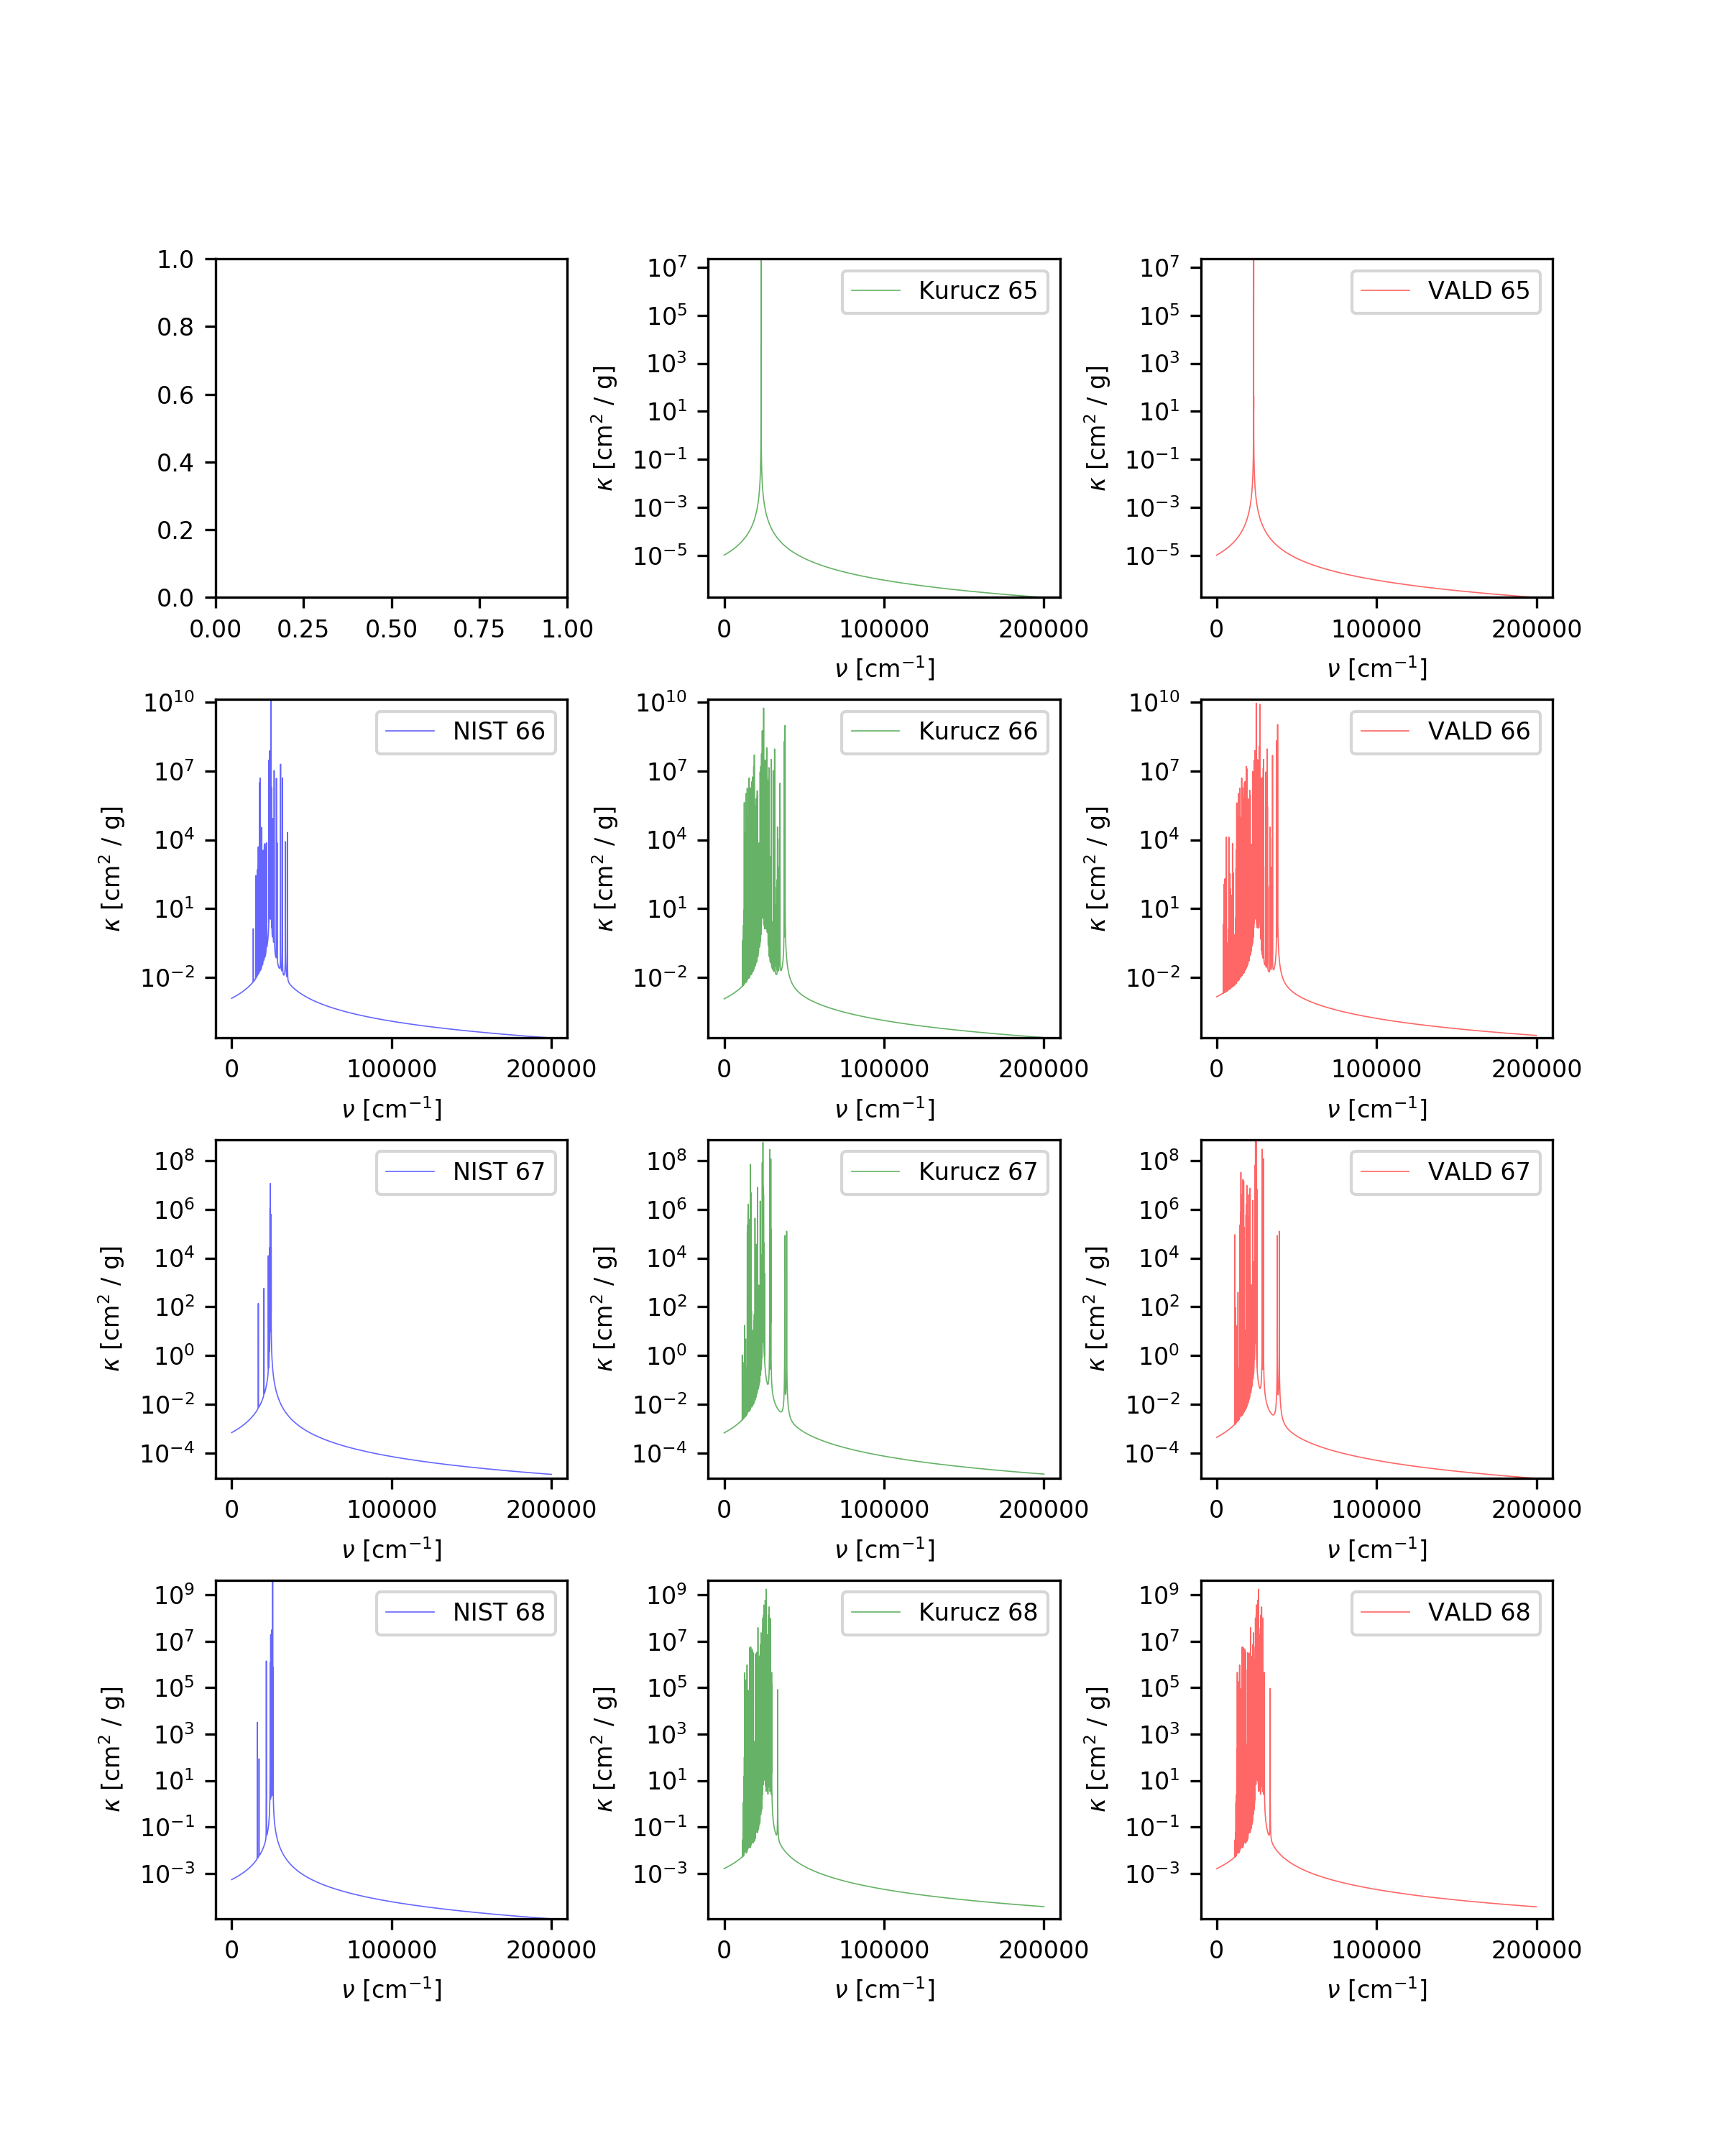 1.0
0.8
0.6
0.4
0.2
0.0
0.00 0.25 0.50 0.75 1.00
Kurucz 65
10⁷
10⁵
10³
10¹
10⁻¹
10⁻³
10⁻⁵
κ [cm² / g]
0 100000 200000
ν [cm⁻¹]
VALD 65
10⁷
10⁵
10³
10¹
10⁻¹
10⁻³
10⁻⁵
κ [cm² / g]
0 100000 200000
ν [cm⁻¹]
NIST 66
10¹⁰
10⁷
10⁴
10¹
10⁻²
κ [cm² / g]
0 100000 200000
ν [cm⁻¹]
Kurucz 66
10¹⁰
10⁷
10⁴
10¹
10⁻²
κ [cm² / g]
0 100000 200000
ν [cm⁻¹]
VALD 66
10¹⁰
10⁷
10⁴
10¹
10⁻²
κ [cm² / g]
0 100000 200000
ν [cm⁻¹]
NIST 67
10⁸
10⁶
10⁴
10²
10⁰
10⁻²
10⁻⁴
κ [cm² / g]
0 100000 200000
ν [cm⁻¹]
Kurucz 67
10⁸
10⁶
10⁴
10²
10⁰
10⁻²
10⁻⁴
κ [cm² / g]
0 100000 200000
ν [cm⁻¹]
VALD 67
10⁸
10⁶
10⁴
10²
10⁰
10⁻²
10⁻⁴
κ [cm² / g]
0 100000 200000
ν [cm⁻¹]
NIST 68
10⁹
10⁷
10⁵
10³
10¹
10⁻¹
10⁻³
κ [cm² / g]
0 100000 200000
ν [cm⁻¹]
Kurucz 68
10⁹
10⁷
10⁵
10³
10¹
10⁻¹
10⁻³
κ [cm² / g]
0 100000 200000
ν [cm⁻¹]
VALD 68
10⁹
10⁷
10⁵
10³
10¹
10⁻¹
10⁻³
κ [cm² / g]
0 100000 200000
ν [cm⁻¹]